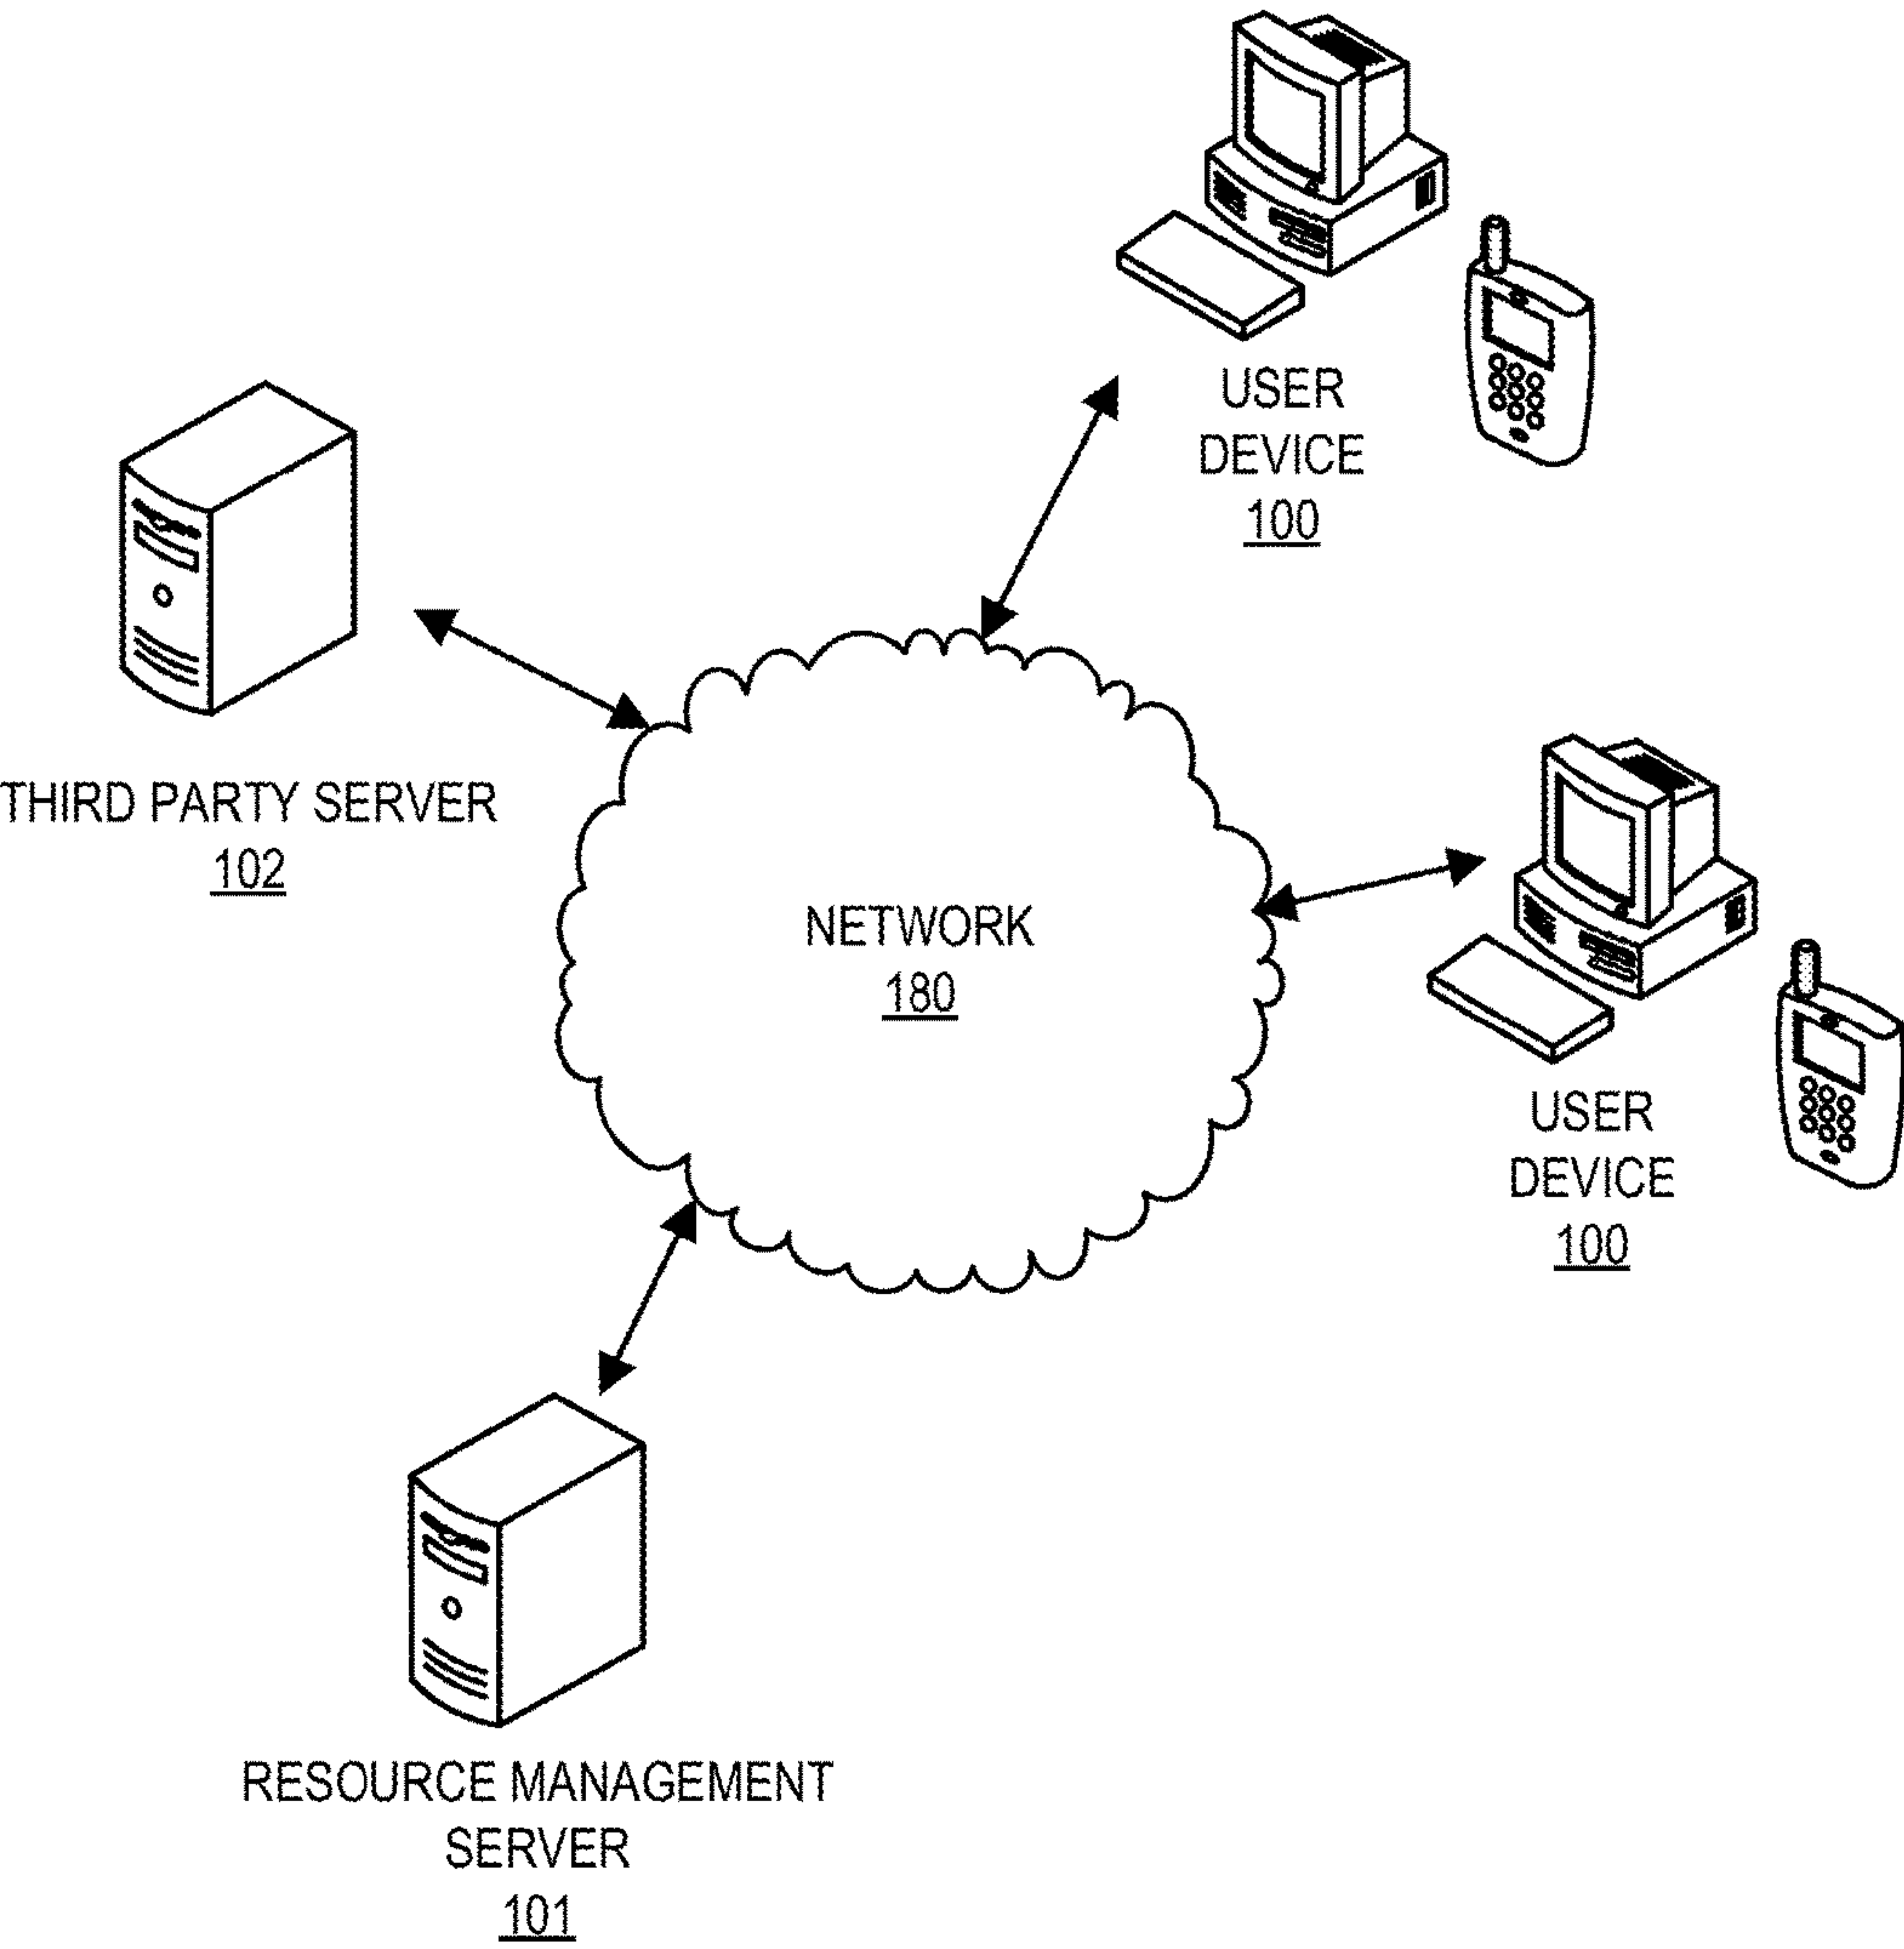 USER
DEVICE
100
THIRD PARTY SERVER
102
NETWORK
180
USER
DEVICE
100
RESOURCE MANAGEMENT
SERVER
101